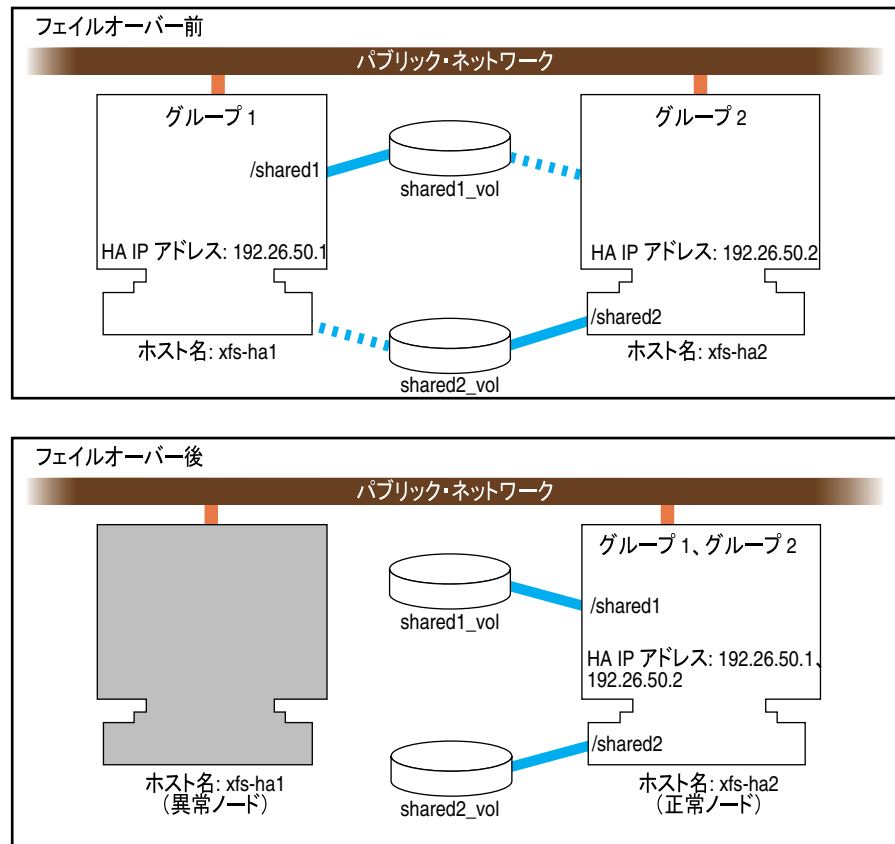 フェイルオーバー前
パブリック・ネットワーク
グループ 1
グループ 2
/shared1
shared1_vol
HA IP アドレス: 192.26.50.1
HA IP アドレス: 192.26.50.2
/shared2
ホスト名: xfs-ha1
shared2_vol
ホスト名: xfs-ha2
フェイルオーバー後
パブリック・ネットワーク
グループ 1、グループ 2
/shared1
shared1_vol
HA IP アドレス: 192.26.50.1、
192.26.50.2
/shared2
ホスト名: xfs-ha1
（異常ノード）
shared2_vol
ホスト名: xfs-ha2
（正常ノード）